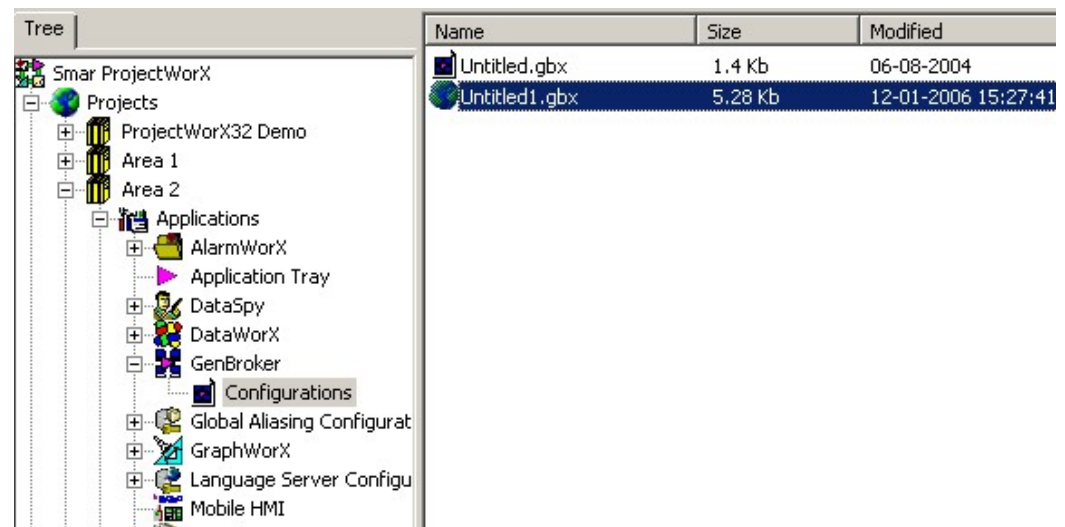 Tree
Name Size Modified
Smar ProjectWorX
Projects
ProjectWorX32 Demo
Area 1
Area 2
Applications
AlarmWorX
Application Tray
DataSpy
DataWorX
GenBroker
Configurations
Global Aliasing Configurat
GraphWorX
Language Server Configu
Mobile HMI
Untitled.gbx 1.4 Kb 06-08-2004
Untitled1.gbx 5.28 Kb 12-01-2006 15:27:41